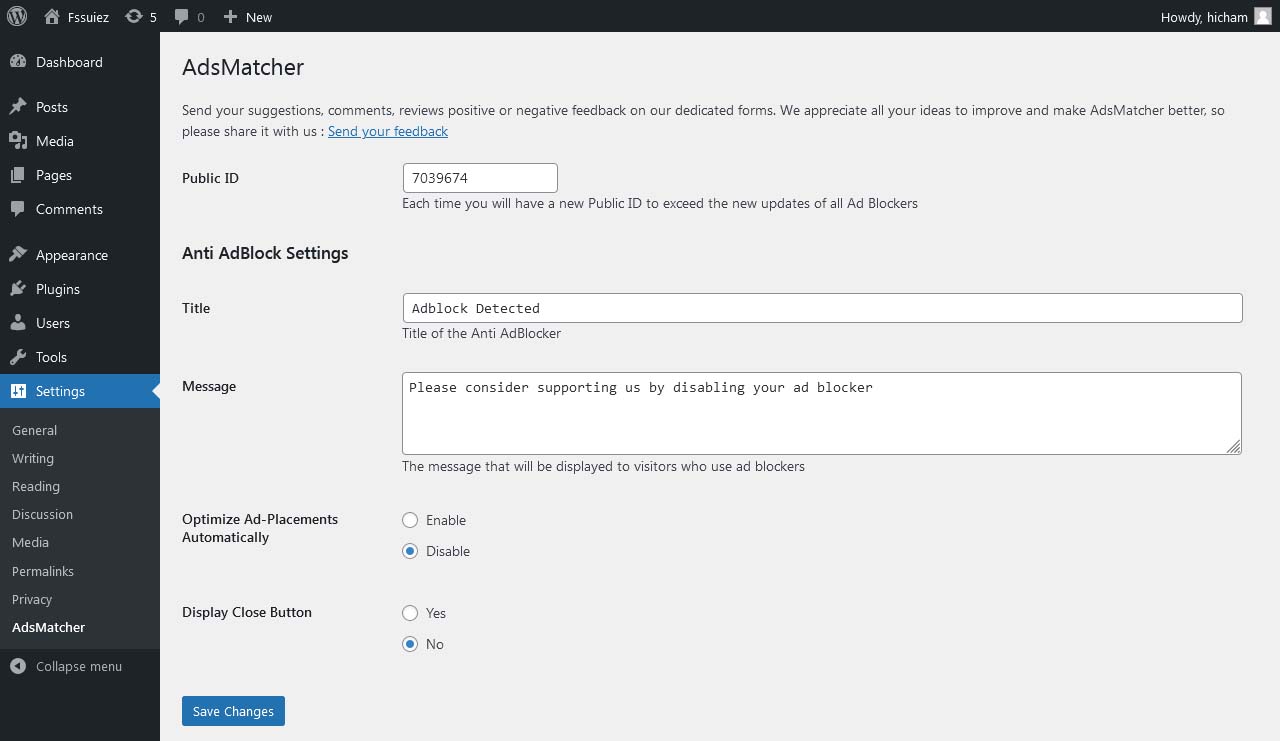 Fssuiez 5 0 New Howdy, hicham
Dashboard
Posts
Media
Pages
Comments
Appearance
Plugins
Users
Tools
Settings
General
Writing
Reading
Discussion
Media
Permalinks
Privacy
AdsMatcher
Collapse menu
AdsMatcher
Send your suggestions, comments, reviews positive or negative feedback on our dedicated forms. We appreciate all your ideas to improve and make AdsMatcher better, so
please share it with us : Send your feedback
Public ID 7039674
Each time you will have a new Public ID to exceed the new updates of all Ad Blockers
Anti AdBlock Settings
Title Adblock Detected
Title of the Anti AdBlocker
Message Please consider supporting us by disabling your ad blocker
The message that will be displayed to visitors who use ad blockers
Optimize Ad-Placements
Automatically
Enable
Disable
Display Close Button Yes
No
Save Changes